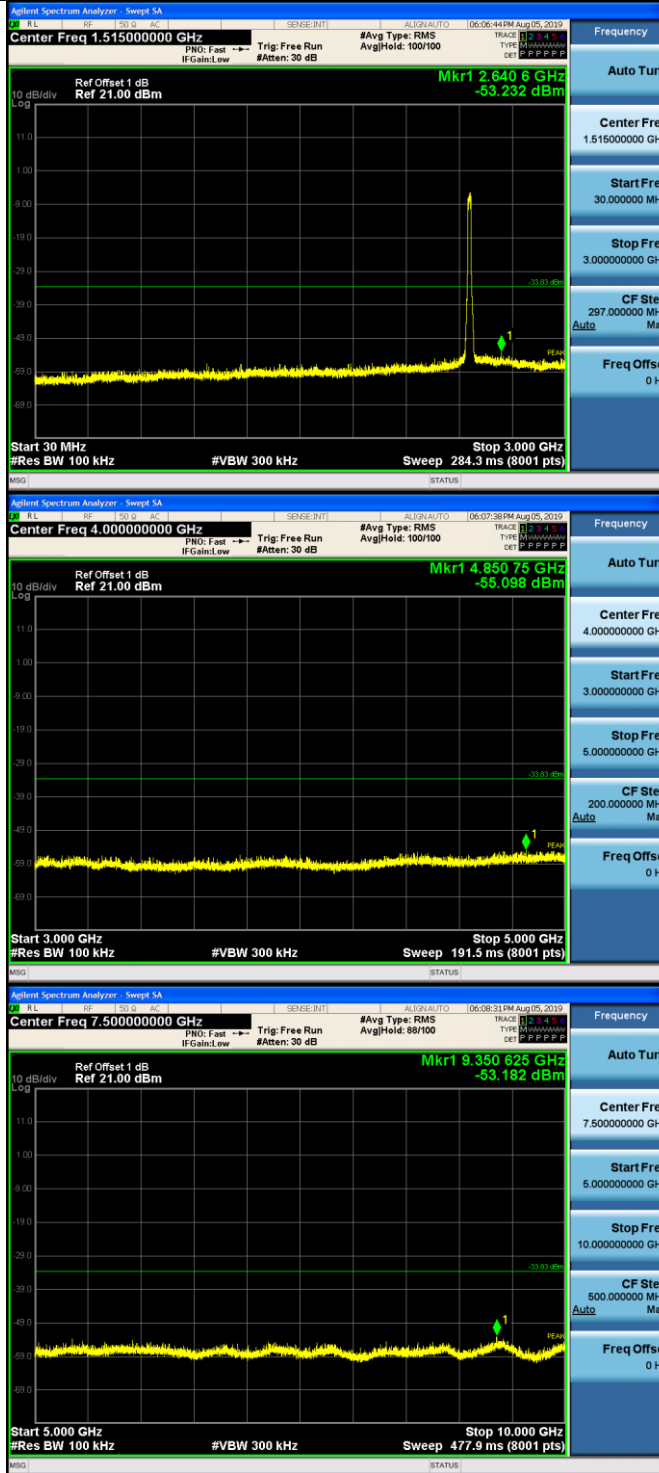 Agilent Spectrum Analyzer - Swept SA
RL RF 50 Ω AC SENSE:INT ALIGNAUTO 06:06:44 PM Aug 05, 2019
Center Freq 1.515000000 GHz
PNO: Fast
IFGain:Low
Trig: Free Run
#Atten: 30 dB
#Avg Type: RMS
Avg|Hold: 100/100
TRACE 1 2 3 4 5 6
TYPE M
DET P P P P P P
Frequency
Mkr1 2.640 6 GHz
-53.232 dBm
Ref Offset 1 dB
10 dB/div Ref 21.00 dBm
Log
11.0
1.00
-9.00
-19.0
-29.0
-39.0
-49.0
-59.0
-69.0
-33.83 dBm
1
PEAK
Start 30 MHz Stop 3.000 GHz
#Res BW 100 kHz #VBW 300 kHz Sweep 284.3 ms (8001 pts)
MSG STATUS
Auto Tun
Center Fre
1.515000000 GH
Start Fre
30.000000 MH
Stop Fre
3.000000000 GH
CF Ste
297.000000 MH
Auto Ma
Freq Offse
0 H
Agilent Spectrum Analyzer - Swept SA
RL RF 50 Ω AC SENSE:INT ALIGNAUTO 06:07:38 PM Aug 05, 2019
Center Freq 4.000000000 GHz
PNO: Fast
IFGain:Low
Trig: Free Run
#Atten: 30 dB
#Avg Type: RMS
Avg|Hold: 100/100
TRACE 1 2 3 4 5 6
TYPE M
DET P P P P P P
Frequency
Mkr1 4.850 75 GHz
-55.098 dBm
Ref Offset 1 dB
10 dB/div Ref 21.00 dBm
Log
11.0
1.00
-9.00
-19.0
-29.0
-39.0
-49.0
-59.0
-69.0
-33.83 dBm
1
PEAK
Start 3.000 GHz Stop 5.000 GHz
#Res BW 100 kHz #VBW 300 kHz Sweep 191.5 ms (8001 pts)
MSG STATUS
Auto Tun
Center Fre
4.000000000 GH
Start Fre
3.000000000 GH
Stop Fre
5.000000000 GH
CF Ste
200.000000 MH
Auto Ma
Freq Offse
0 H
Agilent Spectrum Analyzer - Swept SA
RL RF 50 Ω AC SENSE:INT ALIGNAUTO 06:08:31 PM Aug 05, 2019
Center Freq 7.500000000 GHz
PNO: Fast
IFGain:Low
Trig: Free Run
#Atten: 30 dB
#Avg Type: RMS
Avg|Hold: 88/100
TRACE 1 2 3 4 5 6
TYPE M
DET P P P P P P
Frequency
Mkr1 9.350 625 GHz
-53.182 dBm
Ref Offset 1 dB
10 dB/div Ref 21.00 dBm
Log
11.0
1.00
-9.00
-19.0
-29.0
-39.0
-49.0
-59.0
-69.0
-33.83 dBm
1
PEAK
Start 5.000 GHz Stop 10.000 GHz
#Res BW 100 kHz #VBW 300 kHz Sweep 477.9 ms (8001 pts)
MSG STATUS
Auto Tun
Center Fre
7.500000000 GH
Start Fre
5.000000000 GH
Stop Fre
10.000000000 GH
CF Ste
500.000000 MH
Auto Ma
Freq Offse
0 H